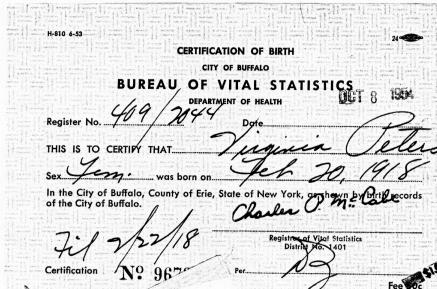 H-810 6-53 24
CERTIFICATION OF BIRTH
CITY OF BUFFALO
BUREAU OF VITAL STATISTICS
DEPARTMENT OF HEALTH
OCT 8 1954
Register No. 409/2044 Date
THIS IS TO CERTIFY THAT Virginia Peters
Sex Fem. was born on Feb 20, 1918
In the City of Buffalo, County of Erie, State of New York, as shown by birth records
of the City of Buffalo.
Charles P. McCabe
Fil 2/22/18
Registrar of Vital Statistics
District No. 1401
Certification Nº 967 Per
Fee 50c